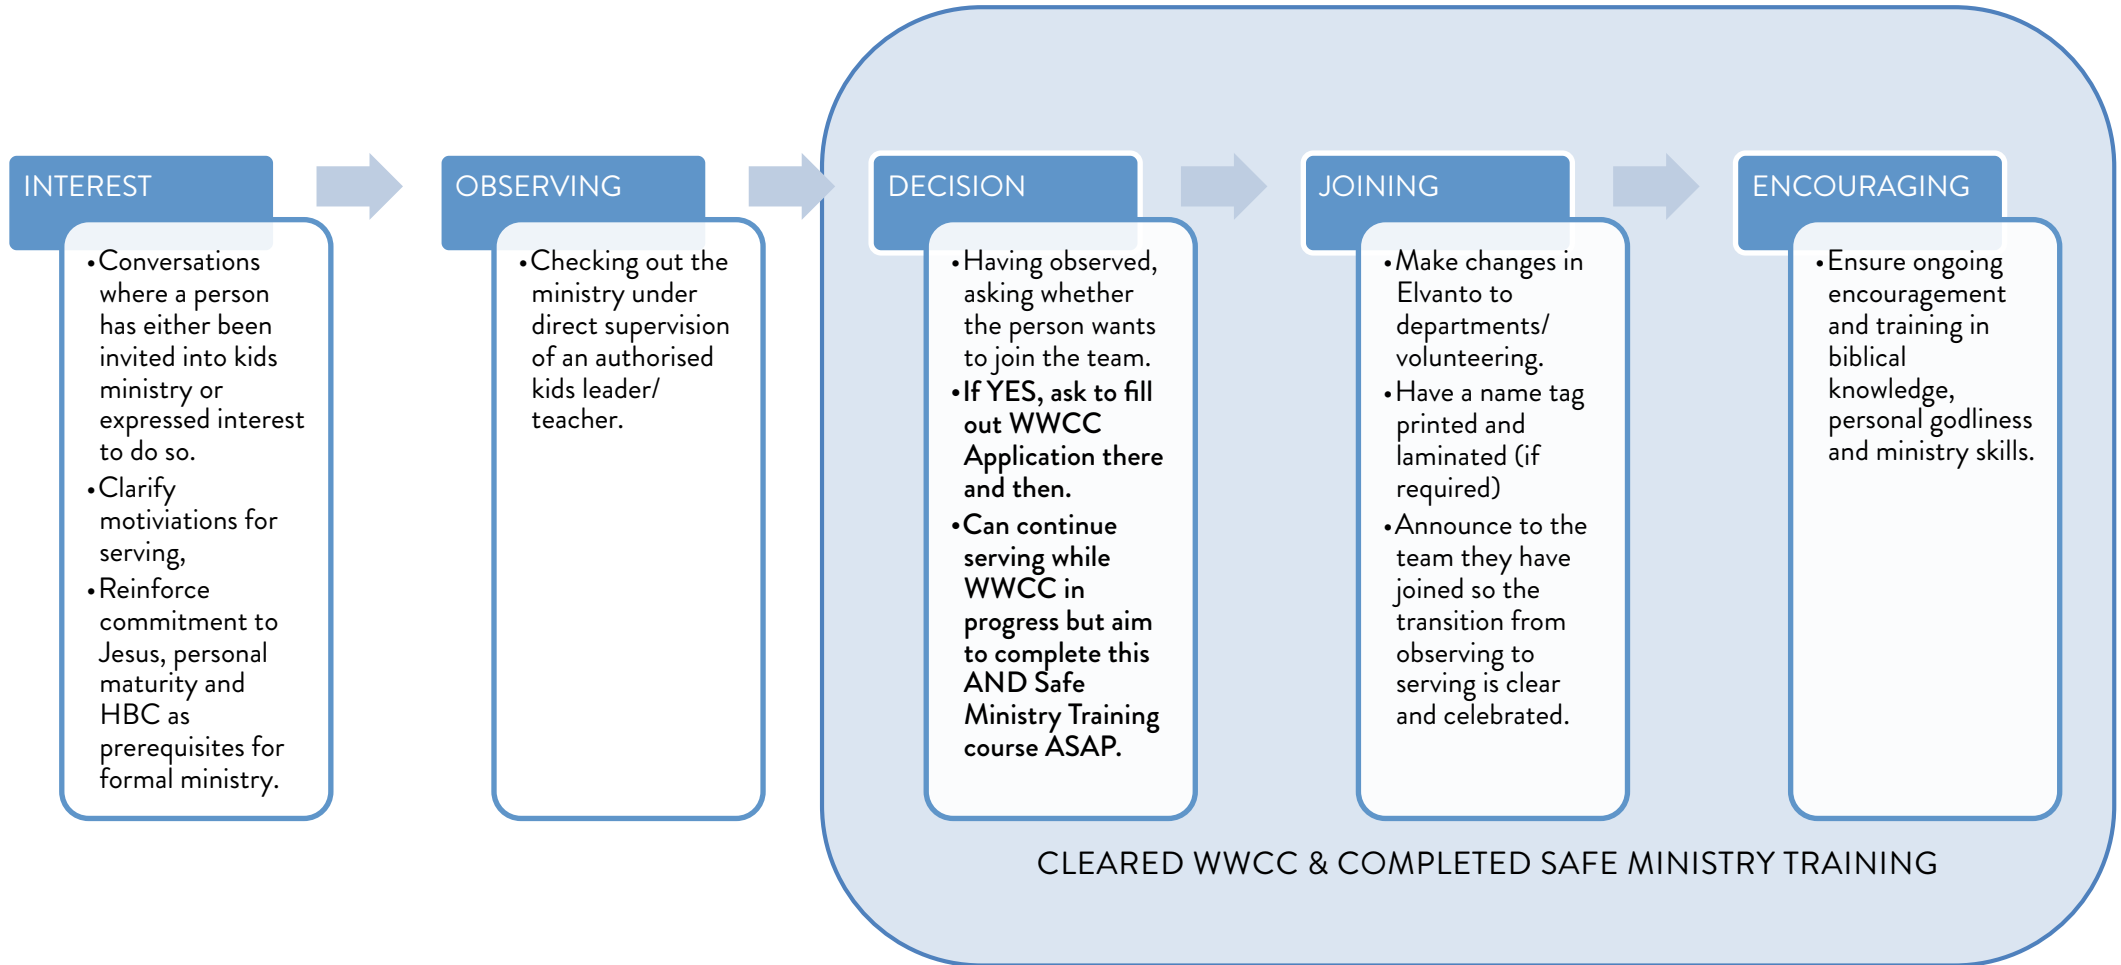 INTEREST
•Conversations
where a person
has either been
invited into kids
ministry or
expressed interest
to do so.
•Clarify
motiviations for
serving,
•Reinforce
commitment to
Jesus, personal
maturity and
HBC as
prerequisites for
formal ministry.
OBSERVING
•Checking out the
ministry under
direct supervision
of an authorised
kids leader/
teacher.
DECISION
•Having observed,
asking whether
the person wants
to join the team.
•If YES, ask to fill
out WWCC
Application there
and then.
•Can continue
serving while
WWCC in
progress but aim
to complete this
AND Safe
Ministry Training
course ASAP.
JOINING
•Make changes in
Elvanto to
departments/
volunteering.
•Have a name tag
printed and
laminated (if
required)
•Announce to the
team they have
joined so the
transition from
observing to
serving is clear
and celebrated.
ENCOURAGING
•Ensure ongoing
encouragement
and training in
biblical
knowledge,
personal godliness
and ministry skills.
CLEARED WWCC & COMPLETED SAFE MINISTRY TRAINING